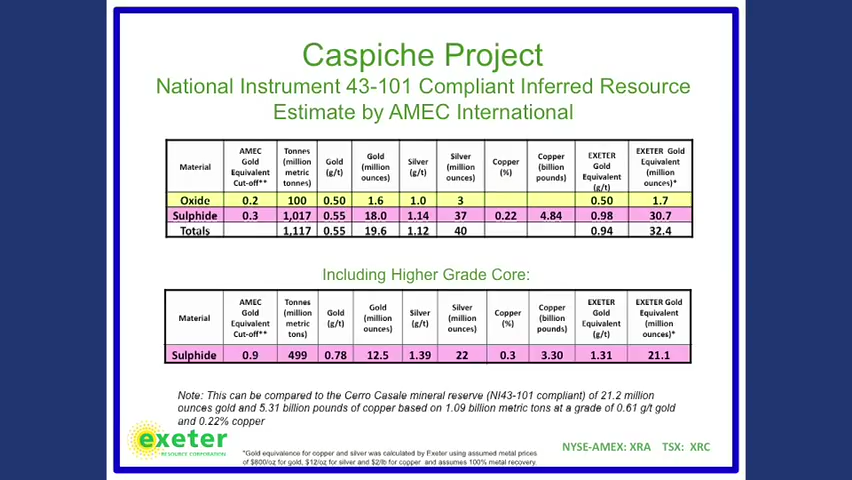 Caspiche Project
National Instrument 43-101 Compliant Inferred Resource
Estimate by AMEC International
Material | AMEC Gold Equivalent Cut-off** | Tonnes (million metric tonnes) | Gold (g/t) | Gold (million ounces) | Silver (g/t) | Silver (million ounces) | Copper (%) | Copper (billion pounds) | EXETER Gold Equivalent (g/t) | EXETER Gold Equivalent (million ounces)*
Oxide | 0.2 | 100 | 0.50 | 1.6 | 1.0 | 3 | | | 0.50 | 1.7
Sulphide | 0.3 | 1,017 | 0.55 | 18.0 | 1.14 | 37 | 0.22 | 4.84 | 0.98 | 30.7
Totals | | 1,117 | 0.55 | 19.6 | 1.12 | 40 | | | 0.94 | 32.4
Including Higher Grade Core:
Material | AMEC Gold Equivalent Cut-off** | Tonnes (million metric tons) | Gold (g/t) | Gold (million ounces) | Silver (g/t) | Silver (million ounces) | Copper (%) | Copper (billion pounds) | EXETER Gold Equivalent (g/t) | EXETER Gold Equivalent (million ounces)*
Sulphide | 0.9 | 499 | 0.78 | 12.5 | 1.39 | 22 | 0.3 | 3.30 | 1.31 | 21.1
Note: This can be compared to the Cerro Casale mineral reserve (NI43-101 compliant) of 21.2 million
ounces gold and 5.31 billion pounds of copper based on 1.09 billion metric tons at a grade of 0.61 g/t gold
and 0.22% copper
exeter
RESOURCE CORPORATION
*Gold equivalence for copper and silver was calculated by Exeter using assumed metal prices
of $800/oz for gold, $12/oz for silver and $2/lb for copper and assumes 100% metal recovery.
NYSE-AMEX: XRA TSX: XRC